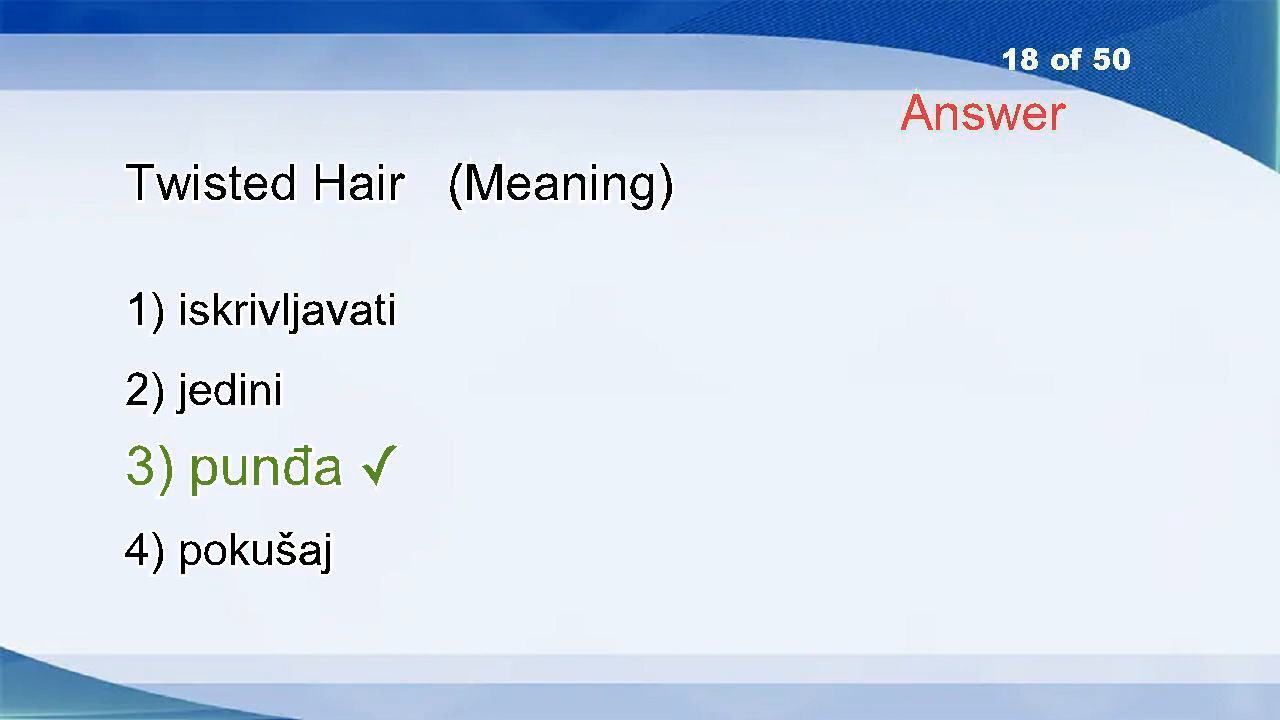 18 of 50
Answer
Twisted Hair (Meaning)
1) iskrivljavati
2) jedini
3) punđa ✓
4) pokušaj